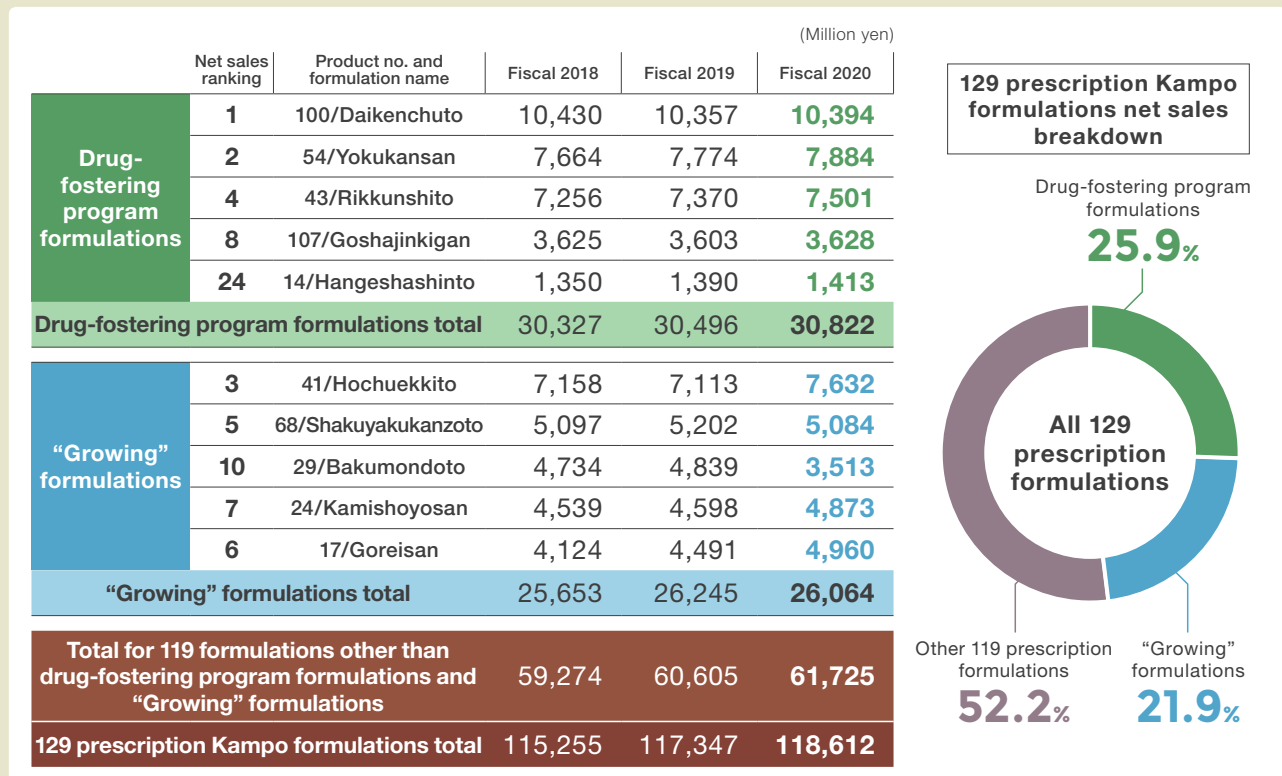 (Million yen)
Net sales ranking Product no. and formulation name Fiscal 2018 Fiscal 2019 Fiscal 2020
Drug-
fostering
program
formulations
1 100/Daikenchuto 10,430 10,357 10,394
2 54/Yokukansan 7,664 7,774 7,884
4 43/Rikkunshito 7,256 7,370 7,501
8 107/Goshajinkigan 3,625 3,603 3,628
24 14/Hangeshashinto 1,350 1,390 1,413
Drug-fostering program formulations total 30,327 30,496 30,822
“Growing”
formulations
3 41/Hochuekkito 7,158 7,113 7,632
5 68/Shakuyakukanzoto 5,097 5,202 5,084
10 29/Bakumondoto 4,734 4,839 3,513
7 24/Kamishoyosan 4,539 4,598 4,873
6 17/Goreisan 4,124 4,491 4,960
“Growing” formulations total 25,653 26,245 26,064
Total for 119 formulations other than
drug-fostering program formulations and
“Growing” formulations
59,274 60,605 61,725
129 prescription Kampo formulations total 115,255 117,347 118,612
129 prescription Kampo
formulations net sales
breakdown
Drug-fostering program
formulations
25.9%
All 129
prescription
formulations
Other 119 prescription
formulations
52.2%
“Growing”
formulations
21.9%